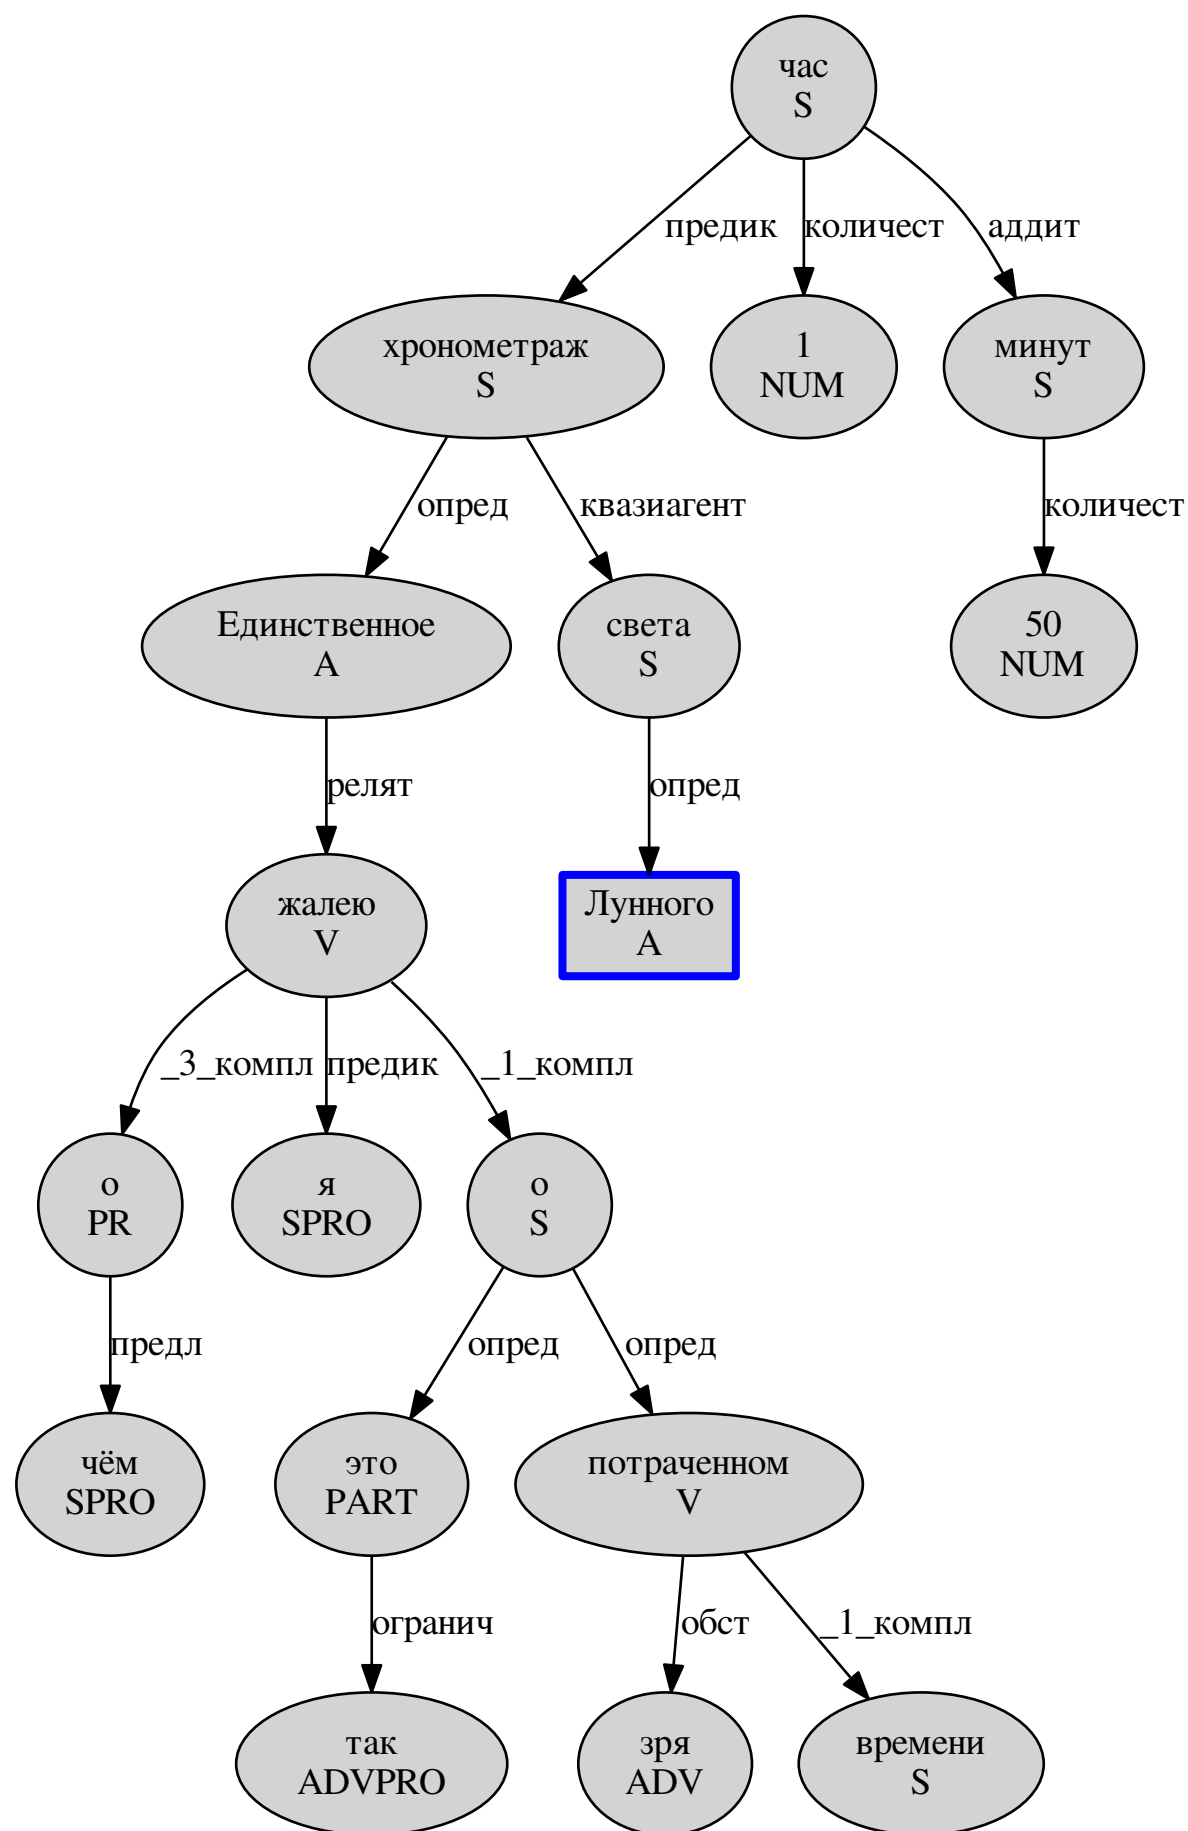 час
S
предик
количест
аддит
хронометраж
S
1
NUM
минут
S
опред
квазиагент
количест
Единственное
A
света
S
50
NUM
релят
опред
жалею
V
Лунного
A
_3_компл
предик
_1_компл
о
PR
я
SPRO
о
S
предл
опред
опред
чём
SPRO
это
PART
потраченном
V
огранич
обст
_1_компл
так
ADVPRO
зря
ADV
времени
S